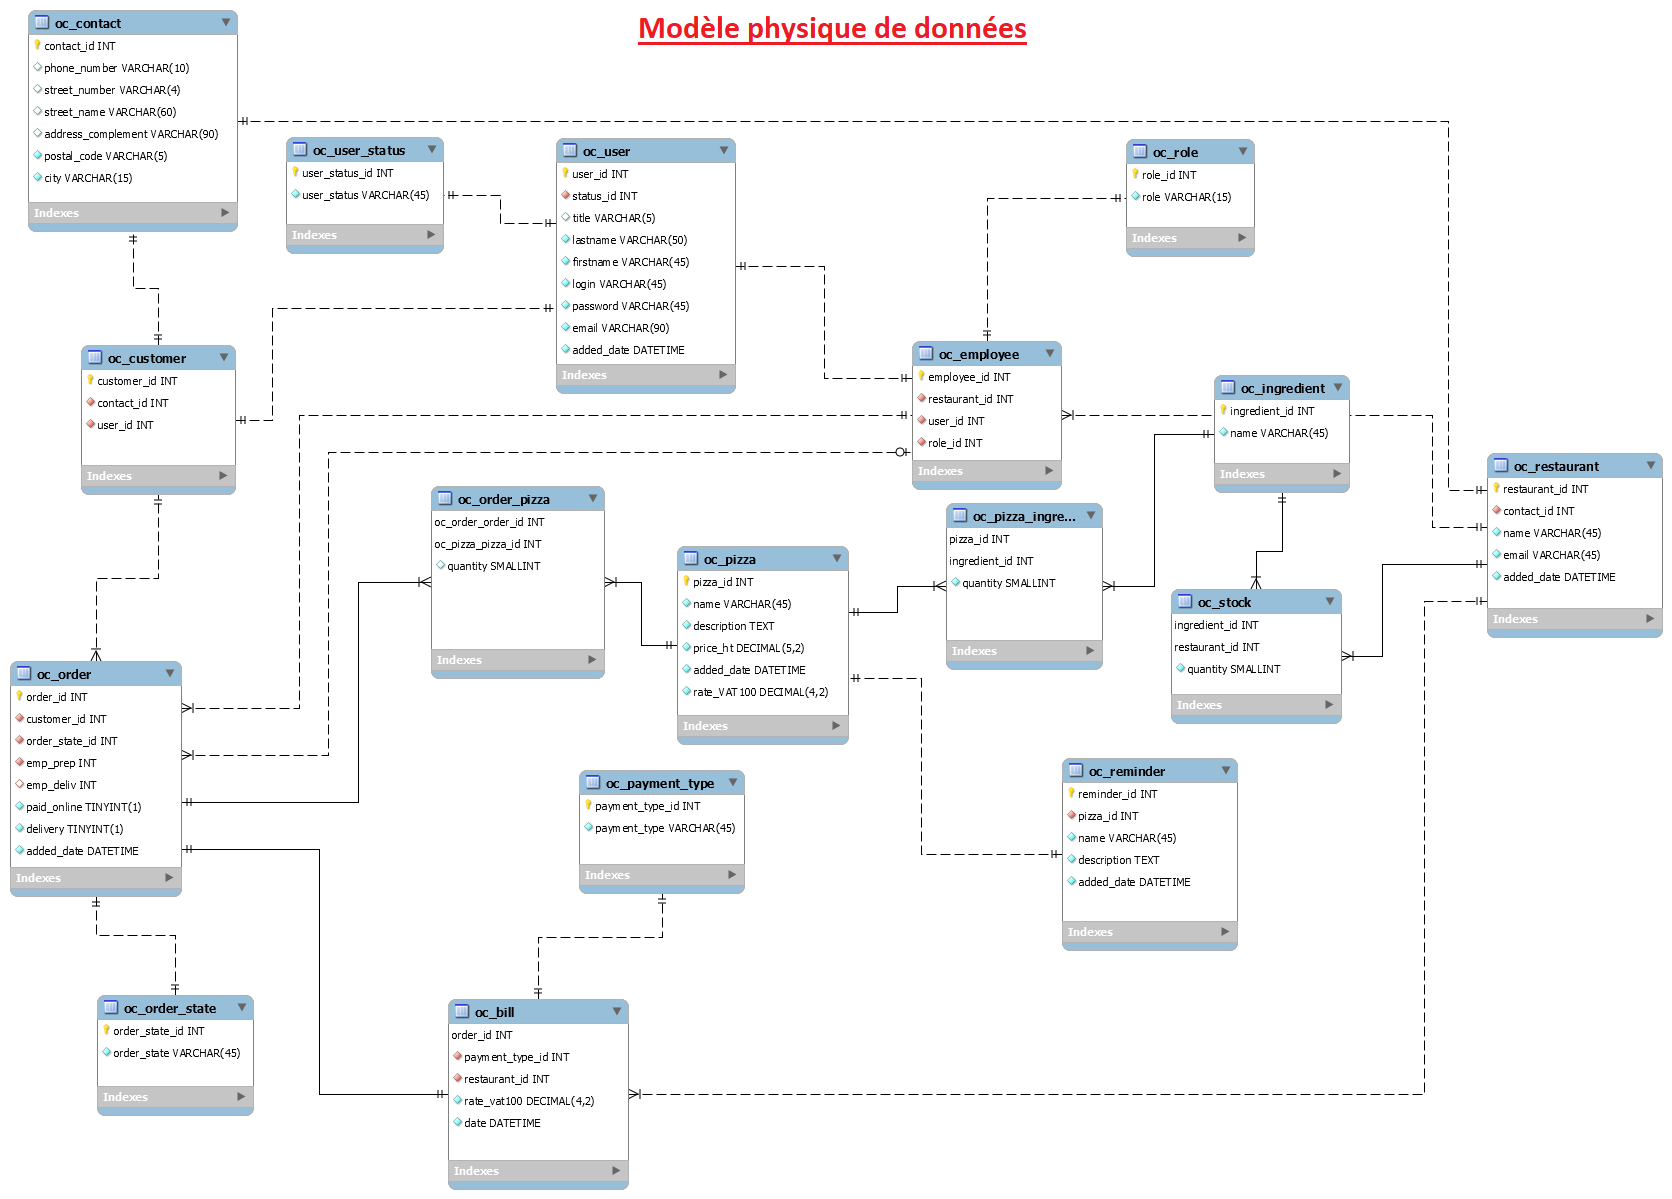 Modèle physique de données
oc_contact
contact_id INT
phone_number VARCHAR(10)
street_number VARCHAR(4)
street_name VARCHAR(60)
address_complement VARCHAR(90)
postal_code VARCHAR(5)
city VARCHAR(15)
Indexes
oc_user_status
user_status_id INT
user_status VARCHAR(45)
Indexes
oc_user
user_id INT
status_id INT
title VARCHAR(5)
lastname VARCHAR(50)
firstname VARCHAR(45)
login VARCHAR(45)
password VARCHAR(45)
email VARCHAR(90)
added_date DATETIME
Indexes
oc_role
role_id INT
role VARCHAR(15)
Indexes
oc_customer
customer_id INT
contact_id INT
user_id INT
Indexes
oc_employee
employee_id INT
restaurant_id INT
user_id INT
role_id INT
Indexes
oc_ingredient
ingredient_id INT
name VARCHAR(45)
Indexes
oc_restaurant
restaurant_id INT
contact_id INT
name VARCHAR(45)
email VARCHAR(45)
added_date DATETIME
Indexes
oc_order_pizza
oc_order_order_id INT
oc_pizza_pizza_id INT
quantity SMALLINT
Indexes
oc_pizza
pizza_id INT
name VARCHAR(45)
description TEXT
price_ht DECIMAL(5,2)
added_date DATETIME
rate_VAT100 DECIMAL(4,2)
Indexes
oc_pizza_ingre...
pizza_id INT
ingredient_id INT
quantity SMALLINT
Indexes
oc_stock
ingredient_id INT
restaurant_id INT
quantity SMALLINT
Indexes
oc_order
order_id INT
customer_id INT
order_state_id INT
emp_prep INT
emp_deliv INT
paid_online TINYINT(1)
delivery TINYINT(1)
added_date DATETIME
Indexes
oc_payment_type
payment_type_id INT
payment_type VARCHAR(45)
Indexes
oc_reminder
reminder_id INT
pizza_id INT
name VARCHAR(45)
description TEXT
added_date DATETIME
Indexes
oc_order_state
order_state_id INT
order_state VARCHAR(45)
Indexes
oc_bill
order_id INT
payment_type_id INT
restaurant_id INT
rate_vat100 DECIMAL(4,2)
date DATETIME
Indexes